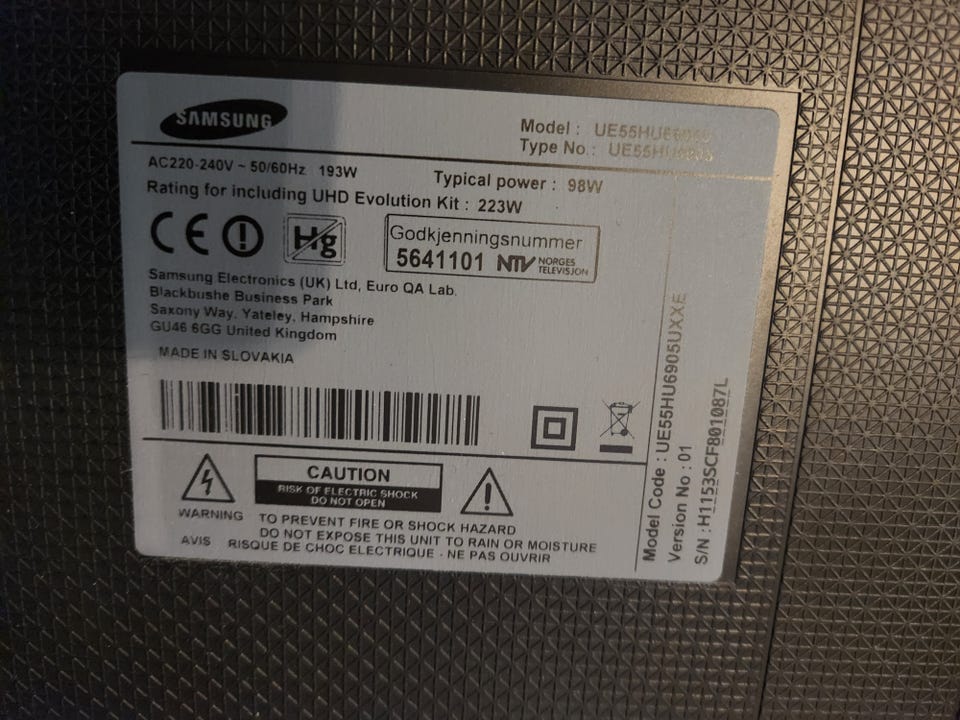 SAMSUNG
Model :
Type No.:
AC220-240V ~ 50/60Hz 193W
Typical power : 98W
Rating for including UHD Evolution Kit : 223W
CE
Hg
Godkjenningsnummer
5641101 NTV NORGES
TELEVISJON
Samsung Electronics (UK) Ltd, Euro QA Lab.
Blackbushe Business Park
Saxony Way, Yateley, Hampshire
GU46 6GG United Kingdom
MADE IN SLOVAKIA
CAUTION
RISK OF ELECTRIC SHOCK
DO NOT OPEN
WARNING
TO PREVENT FIRE OR SHOCK HAZARD
DO NOT EXPOSE THIS UNIT TO RAIN OR MOISTURE
AVIS RISQUE DE CHOC ELECTRIQUE - NE PAS OUVRIR
Model Code : UE55HU6905UXXE
Version No : 01
S/N : H1153SCF801087L